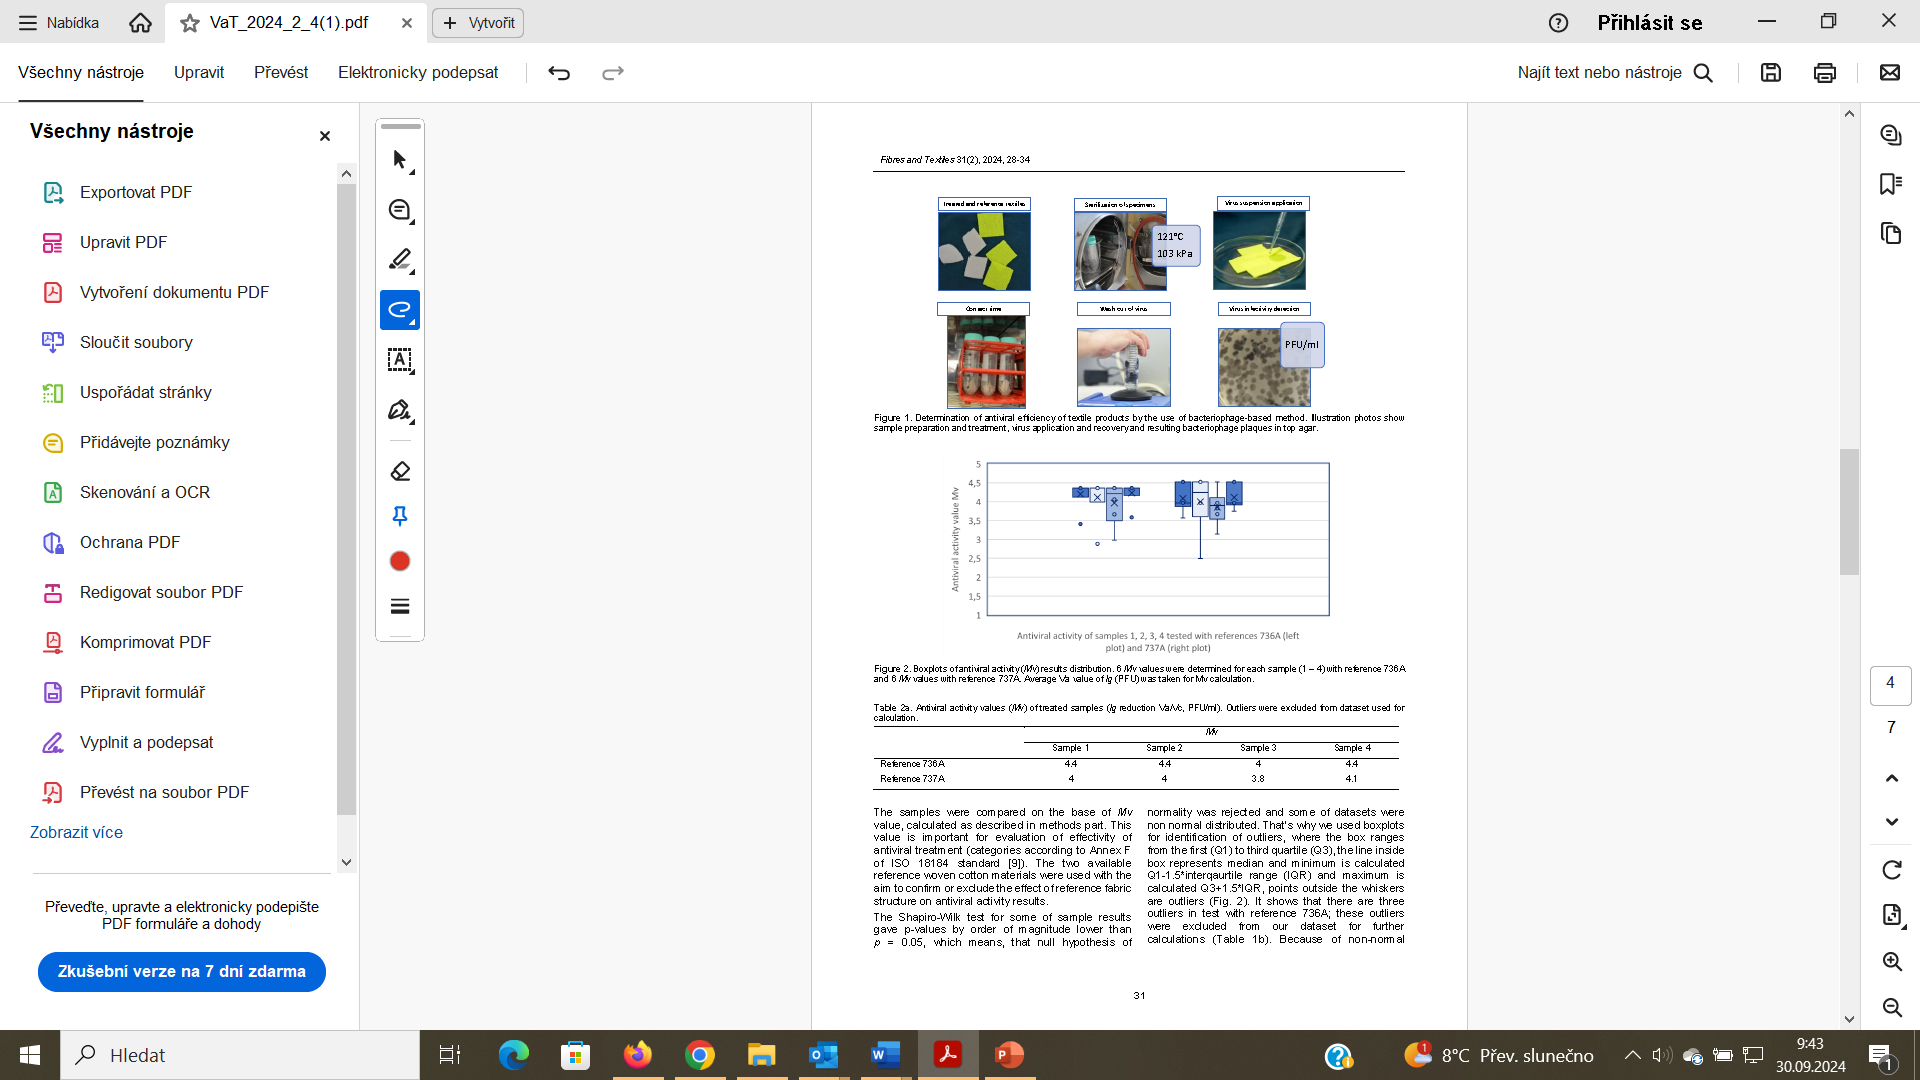 Nabídka
VaT_2024_2_4(1).pdf
Vytvořit
Přihlásit se
Všechny nástroje
Upravit
Převést
Elektronicky podepsat
Najít text nebo nástroje
Všechny nástroje
Exportovat PDF
Upravit PDF
Vytvoření dokumentu PDF
Sloučit soubory
Uspořádat stránky
Přidávejte poznámky
Skenování a OCR
Ochrana PDF
Redigovat soubor PDF
Komprimovat PDF
Připravit formulář
Vyplnit a podepsat
Převést na soubor PDF
Zobrazit více
Převeďte, upravte a elektronicky podepište
PDF formuláře a dohody
Zkušební verze na 7 dní zdarma
Fibres and Textiles 31(2), 2024, 28-34
Treated and reference textiles
Sterilization of specimens
Virus suspension application
121°C
103 kPa
Contact time
Wash out of virus
Virus infectivity detection
PFU/ml
Figure 1. Determination of antiviral efficiency of textile products by the use of bacteriophage-based method. Illustration photos show
sample preparation and treatment, virus application and recovery and resulting bacteriophage plaques in top agar.
Antiviral activity value Mv
5
4,5
4
3,5
3
2,5
2
1,5
1
Antiviral activity of samples 1, 2, 3, 4 tested with references 736A (left
plot) and 737A (right plot)
Figure 2. Boxplots of antiviral activity (Mv) results distribution. 6 Mv values were determined for each sample (1 – 4) with reference 736A
and 6 Mv values with reference 737A. Average Va value of lg (PFU) was taken for Mv calculation.
Table 2a. Antiviral activity values (Mv) of treated samples (lg reduction Va/Vc, PFU/ml). Outliers were excluded from dataset used for
calculation.
Mv
Sample 1 Sample 2 Sample 3 Sample 4
Reference 736A 4.4 4.4 4 4.4
Reference 737A 4 4 3.8 4.1
The samples were compared on the base of Mv
value, calculated as described in methods part. This
value is important for evaluation of effectivity of
antiviral treatment (categories according to Annex F
of ISO 18184 standard [9]). The two available
reference woven cotton materials were used with the
aim to confirm or exclude the effect of reference fabric
structure on antiviral activity results.
The Shapiro-Wilk test for some of sample results
gave p-values by order of magnitude lower than
p = 0.05, which means, that null hypothesis of
normality was rejected and some of datasets were
non normal distributed. That's why we used boxplots
for identification of outliers, where the box ranges
from the first (Q1) to third quartile (Q3), the line inside
box represents median and minimum is calculated
Q1-1.5*interqaurtile range (IQR) and maximum is
calculated Q3+1.5*IQR, points outside the whiskers
are outliers (Fig. 2). It shows that there are three
outliers in test with reference 736A; these outliers
were excluded from our dataset for further
calculations (Table 1b). Because of non-normal
31
4
7
Hledat
1
8°C Přev. slunečno
9:43
30.09.2024
1